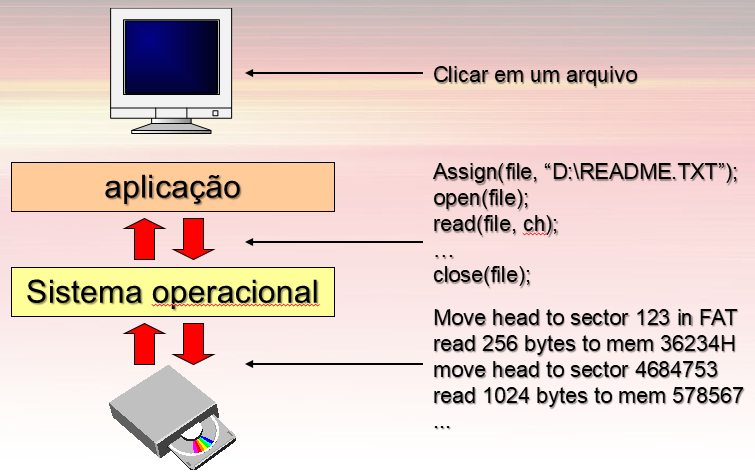 Clicar em um arquivo
aplicação
Assign(file, “D:\README.TXT”);
open(file);
read(file, ch);
…
close(file);
Sistema operacional
Move head to sector 123 in FAT
read 256 bytes to mem 36234H
move head to sector 4684753
read 1024 bytes to mem 578567
...